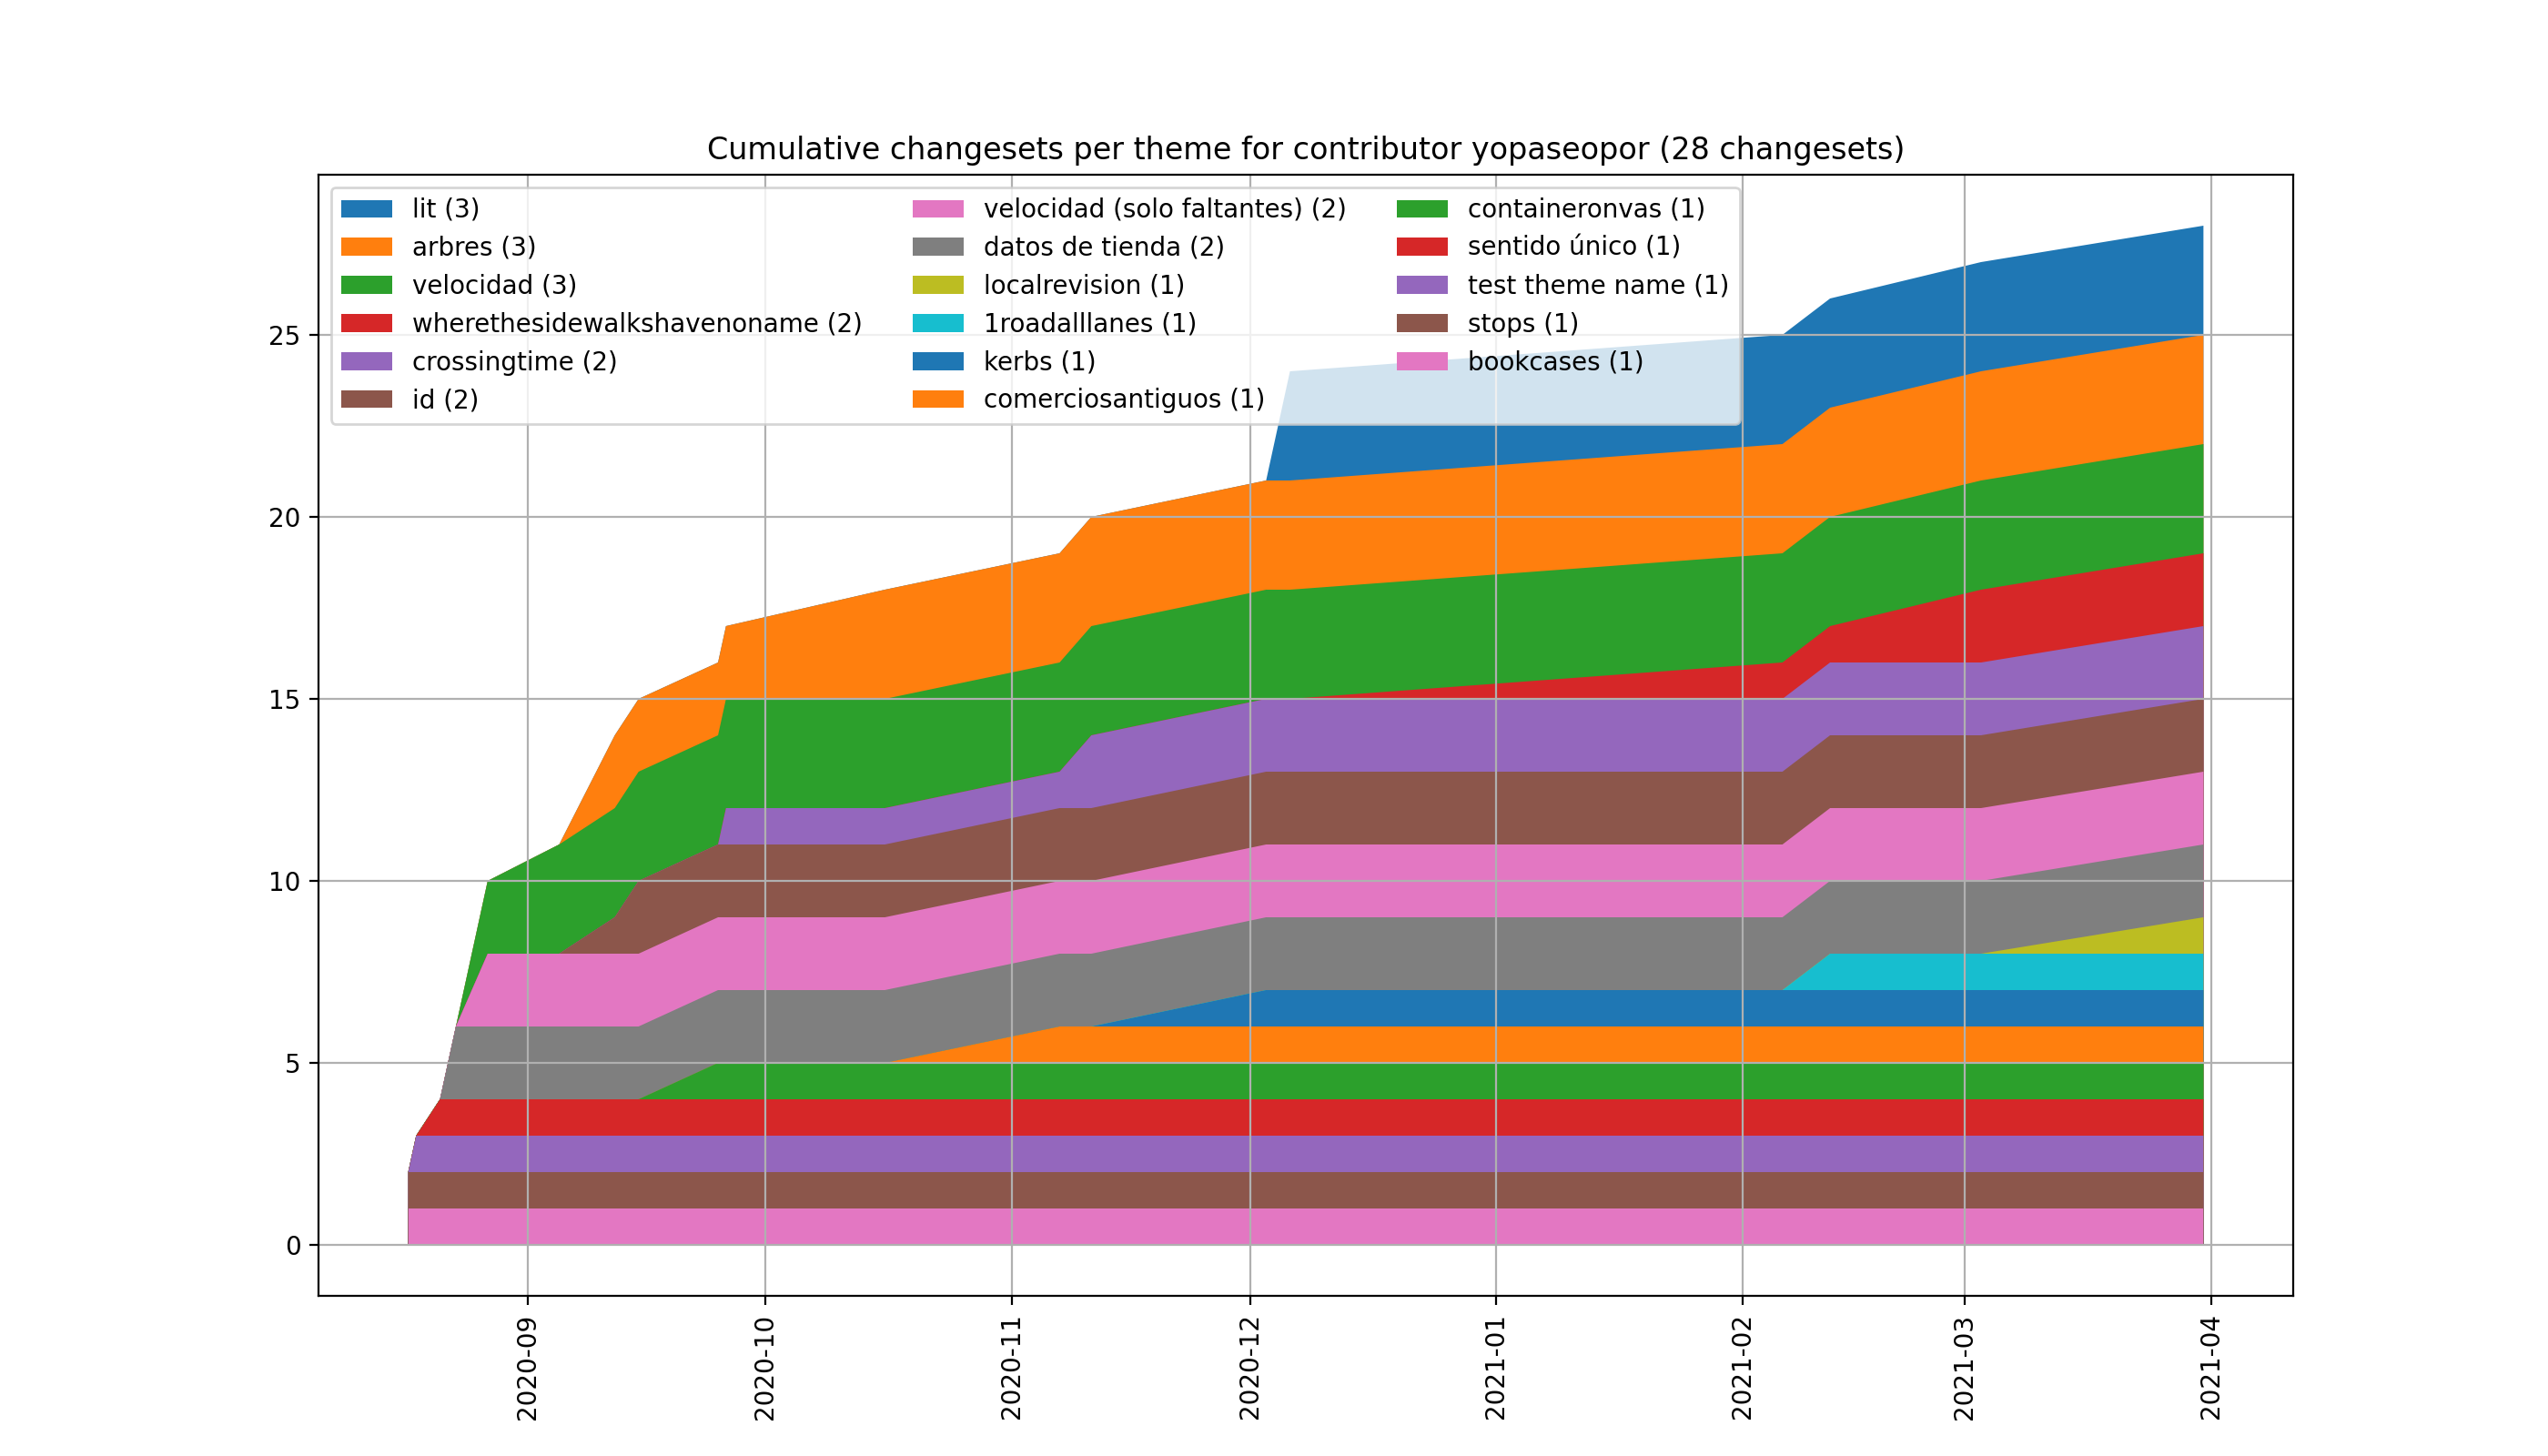 Cumulative changesets per theme for contributor yopaseopor (28 changesets)
lit (3)
arbres (3)
velocidad (3)
wherethesidewalkshavenoname (2)
crossingtime (2)
id (2)
velocidad (solo faltantes) (2)
datos de tienda (2)
localrevision (1)
1roadalllanes (1)
kerbs (1)
comerciosantiguos (1)
containeronvas (1)
sentido único (1)
test theme name (1)
stops (1)
bookcases (1)
25
20
15
10
5
0
2020-09
2020-10
2020-11
2020-12
2021-01
2021-02
2021-03
2021-04